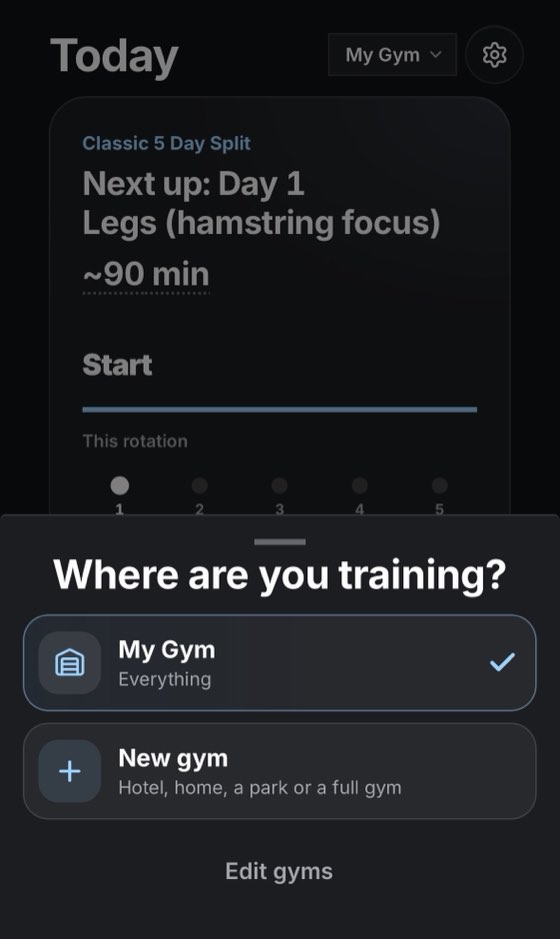 Today
My Gym
Classic 5 Day Split
Next up: Day 1
Legs (hamstring focus)
~90 min
Start
This rotation
1 2 3 4 5
Where are you training?
My Gym
Everything
New gym
Hotel, home, a park or a full gym
Edit gyms